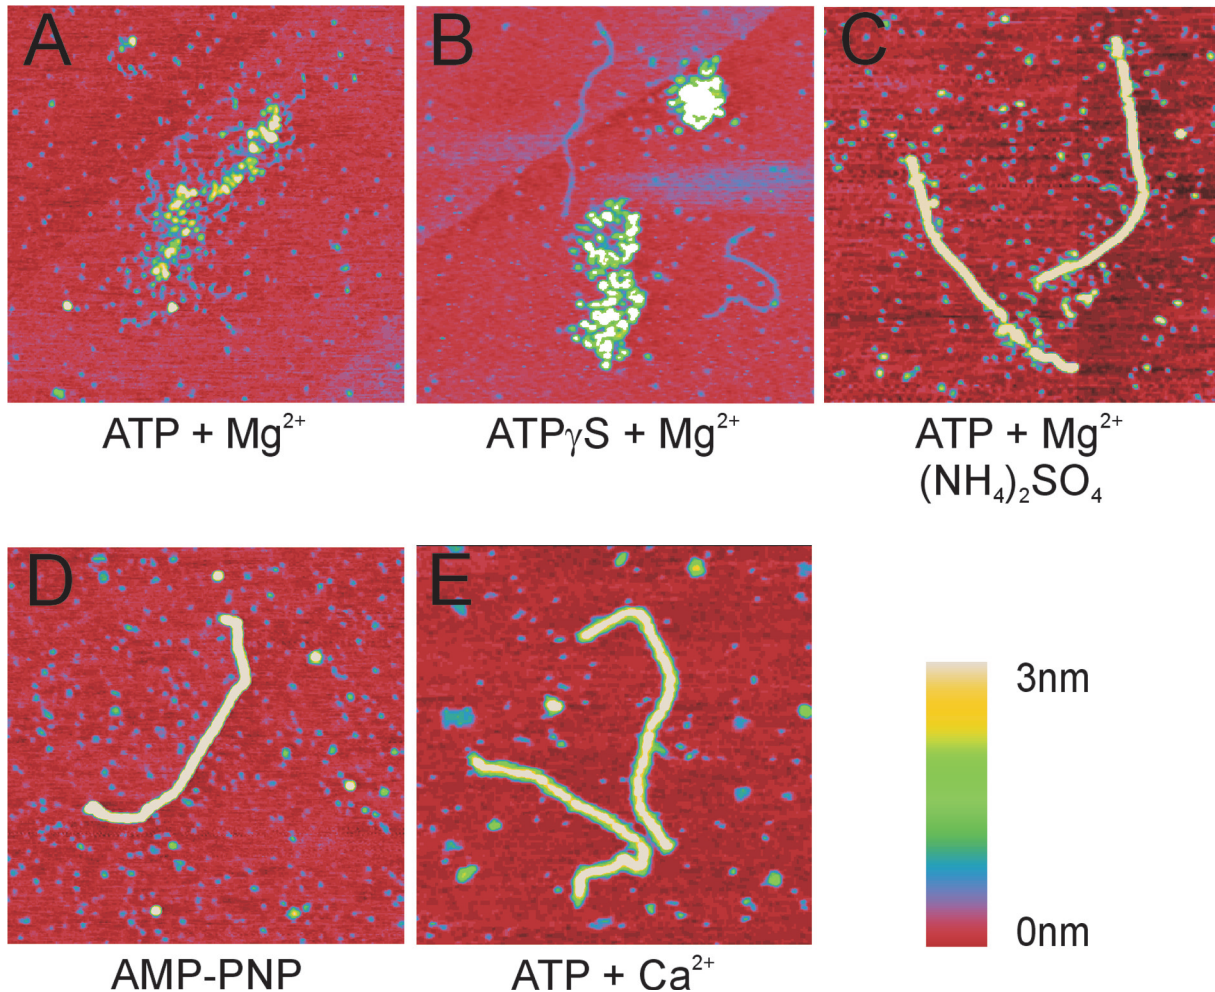 A
B
C
ATP + Mg²⁺
ATPγS + Mg²⁺
ATP + Mg²⁺
(NH₄)₂SO₄
D
E
3nm
0nm
AMP-PNP
ATP + Ca²⁺